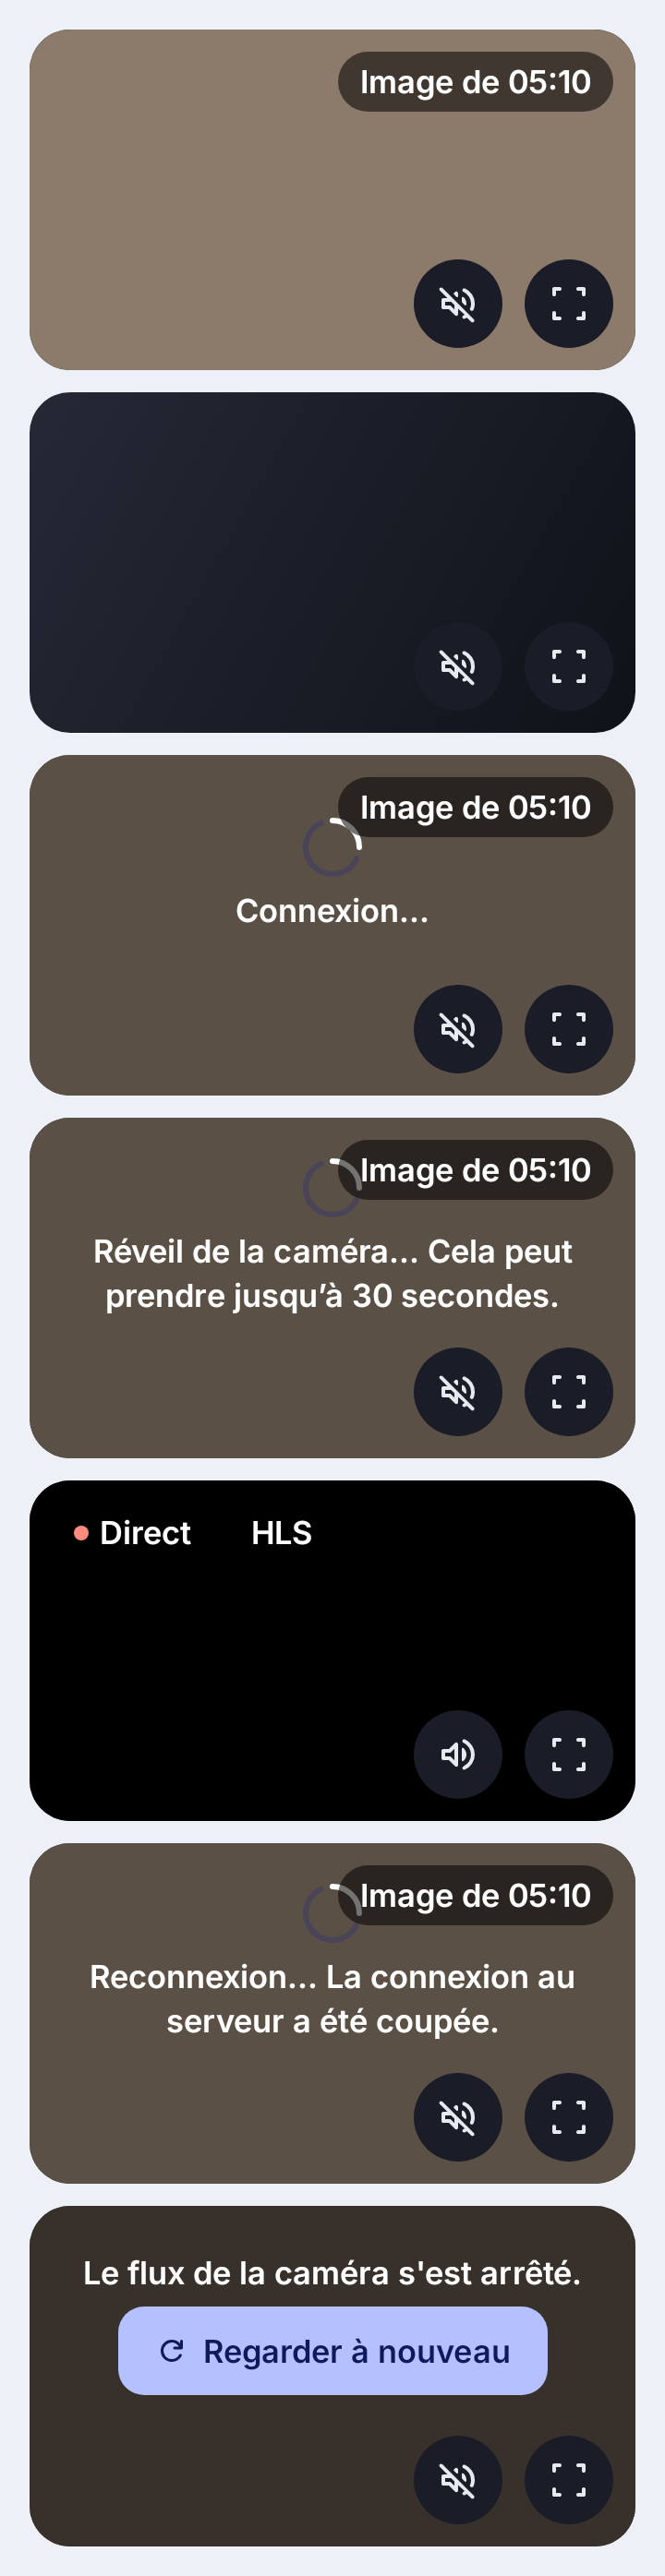 Image de 05:10
Image de 05:10
Connexion…
Image de 05:10
Réveil de la caméra… Cela peut
prendre jusqu’à 30 secondes.
Direct HLS
Image de 05:10
Reconnexion… La connexion au
serveur a été coupée.
Le flux de la caméra s'est arrêté.
Regarder à nouveau